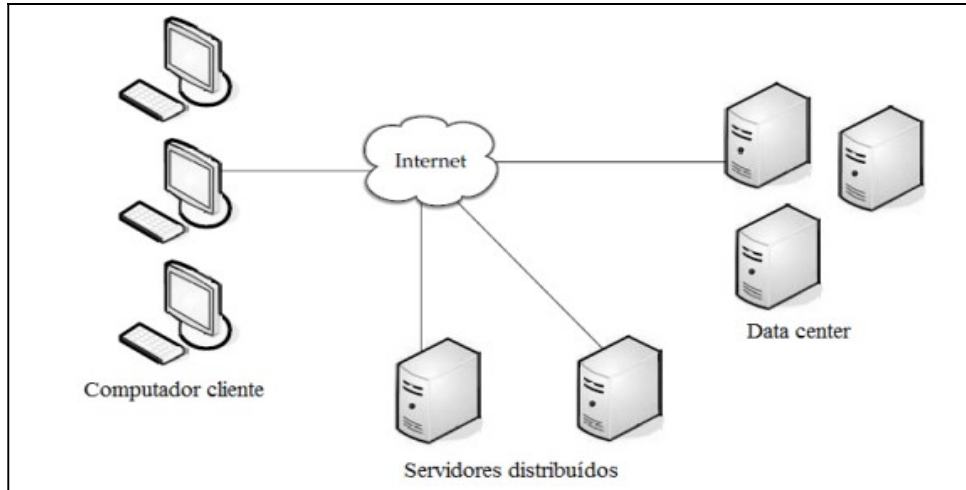 Internet
Data center
Computador cliente
Servidores distribuídos